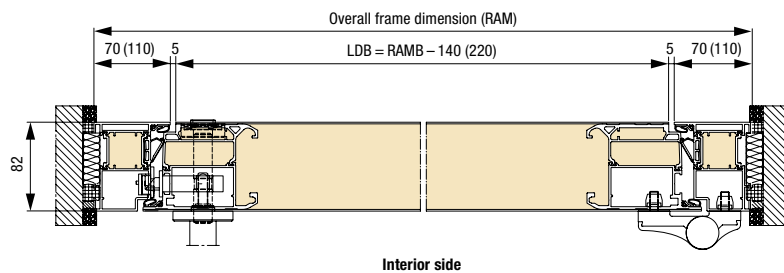 Overall frame dimension (RAM)
70 (110)
5
LDB = RAMB – 140 (220)
5
70 (110)
82
Interior side